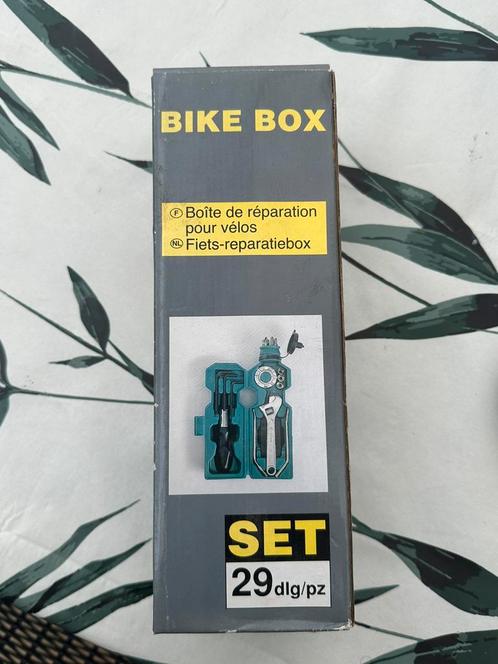 BIKE BOX
F Boîte de réparation
pour vélos
NL Fiets-reparatiebox
SET
29 dlg/pz